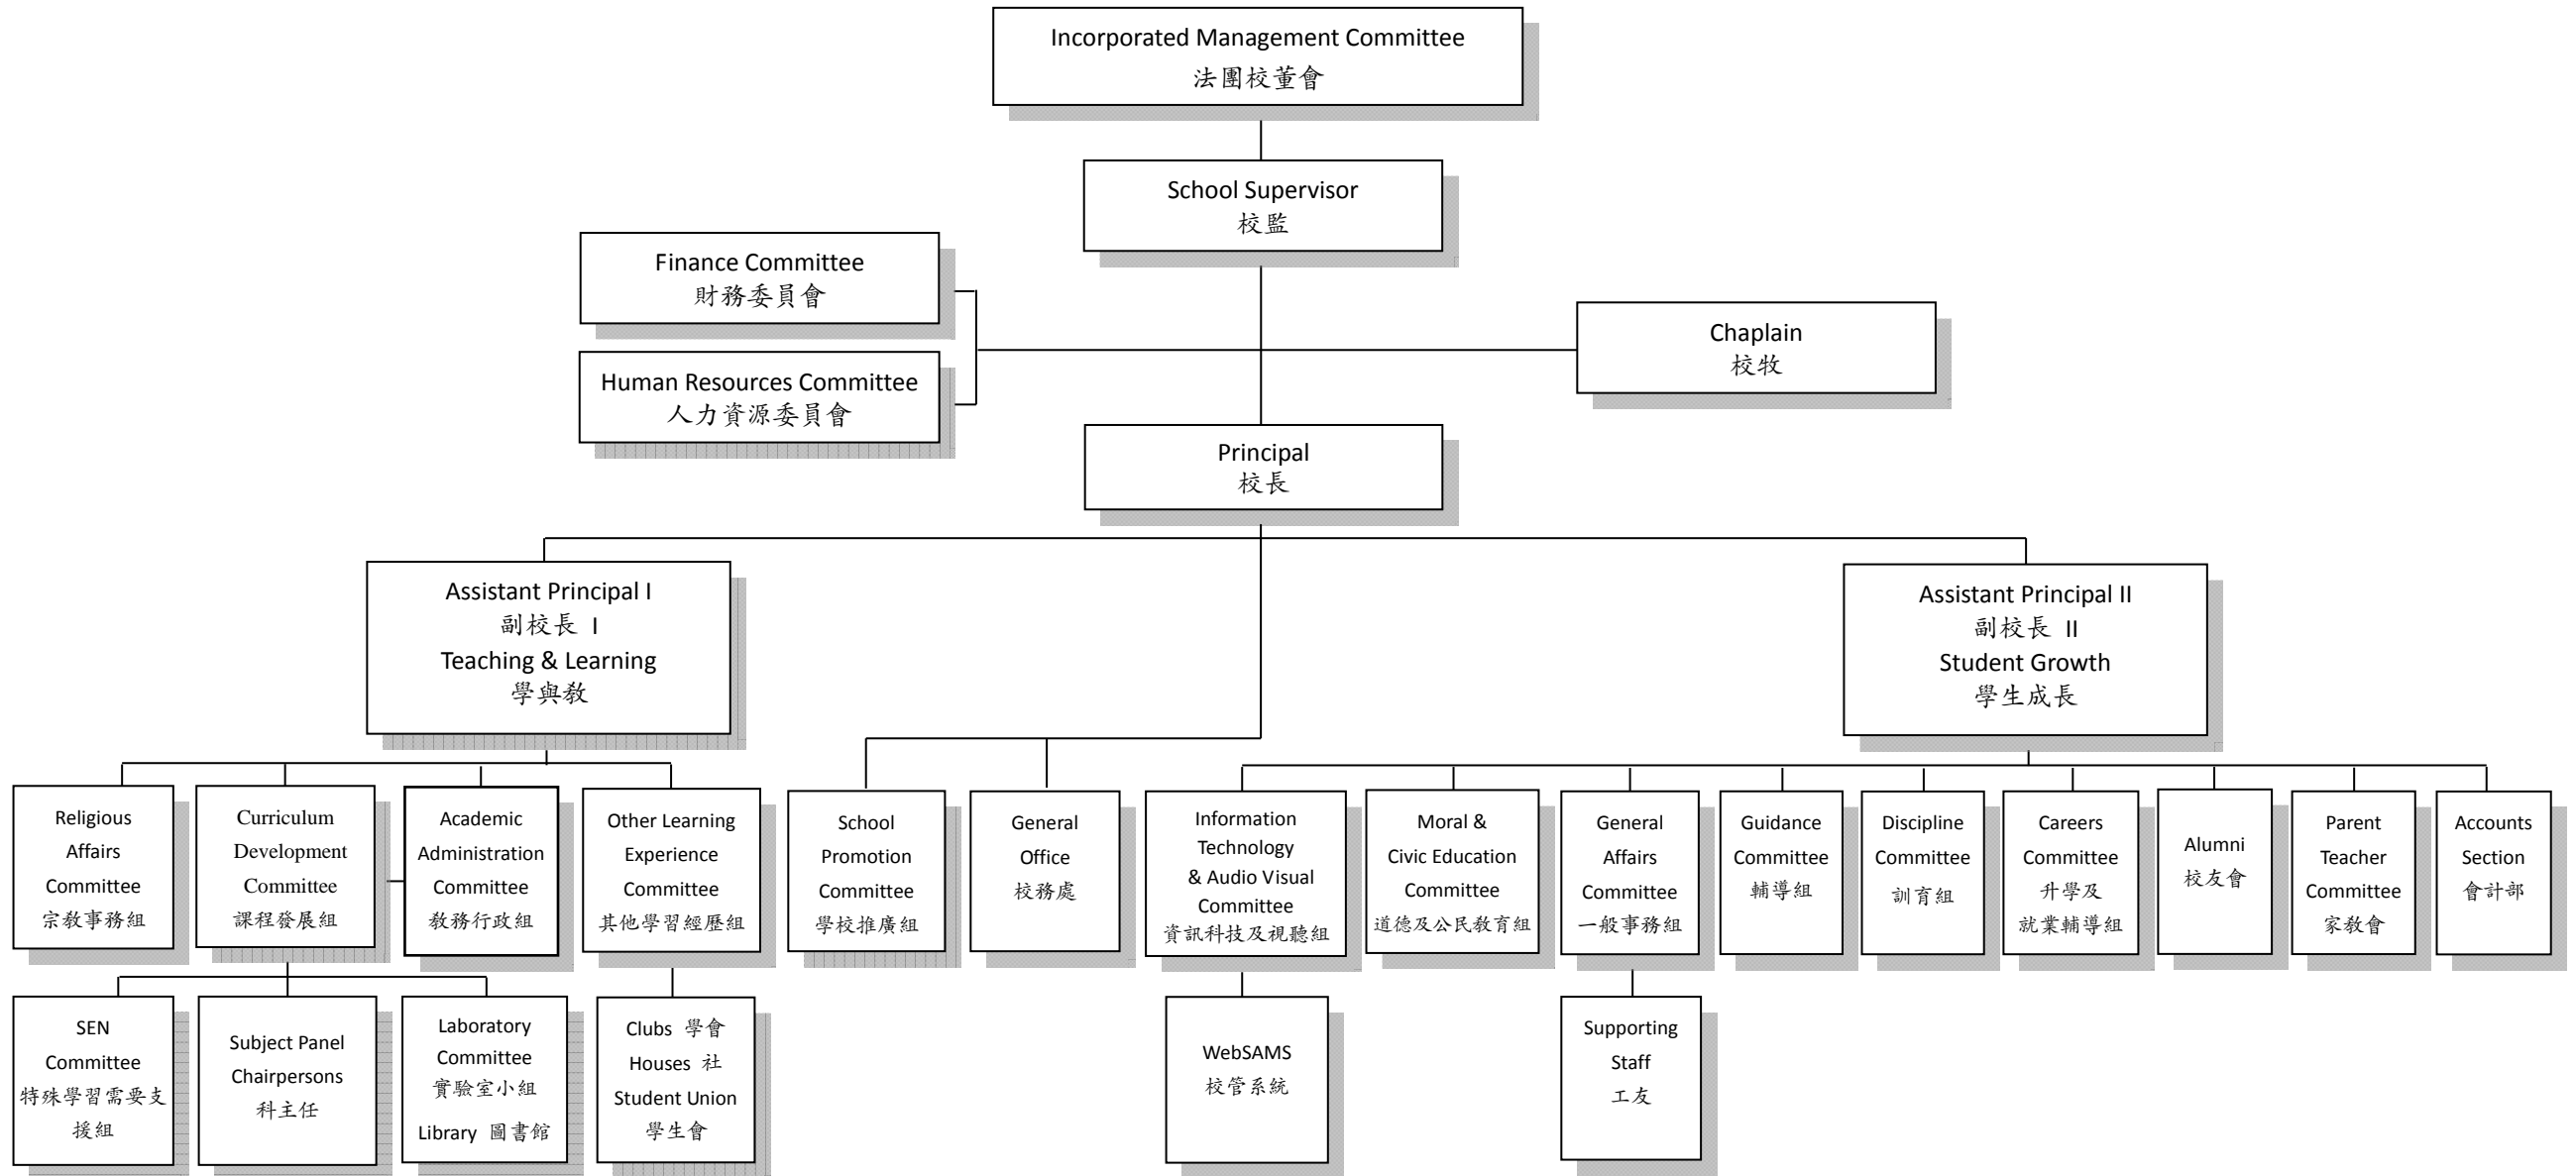 Incorporated Management Committee
法團校董會
School Supervisor
校監
Finance Committee
財務委員會
Human Resources Committee
人力資源委員會
Chaplain
校牧
Principal
校長
Assistant Principal I
副校長 I
Teaching & Learning
學與教
Assistant Principal II
副校長 II
Student Growth
學生成長
Religious
Affairs
Committee
宗教事務組
Curriculum
Development
Committee
課程發展組
Academic
Administration
Committee
教務行政組
Other Learning
Experience
Committee
其他學習經歷組
School
Promotion
Committee
學校推廣組
General
Office
校務處
Information
Technology
& Audio Visual
Committee
資訊科技及視聽組
Moral &
Civic Education
Committee
道德及公民教育組
General
Affairs
Committee
一般事務組
Guidance
Committee
輔導組
Discipline
Committee
訓育組
Careers
Committee
升學及
就業輔導組
Alumni
校友會
Parent
Teacher
Committee
家教會
Accounts
Section
會計部
SEN
Committee
特殊學習需要支
援組
Subject Panel
Chairpersons
科主任
Laboratory
Committee
實驗室小組
Library 圖書館
Clubs 學會
Houses 社
Student Union
學生會
WebSAMS
校管系統
Supporting
Staff
工友